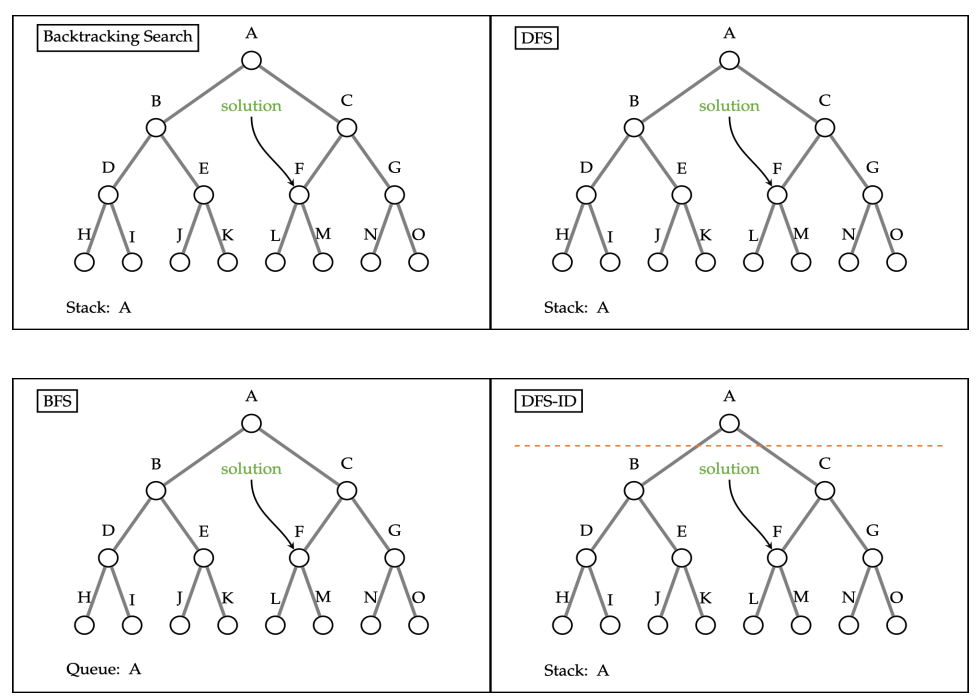 Backtracking Search
A
B
solution
C
D
E
F
G
H
I
J
K
L
M
N
O
Stack: A
DFS
A
B
solution
C
D
E
F
G
H
I
J
K
L
M
N
O
Stack: A
BFS
A
B
solution
C
D
E
F
G
H
I
J
K
L
M
N
O
Queue: A
DFS-ID
A
B
solution
C
D
E
F
G
H
I
J
K
L
M
N
O
Stack: A